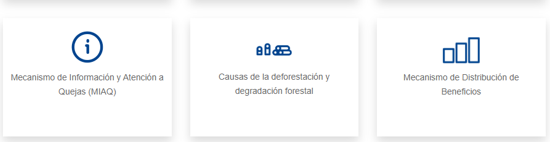 Mecanismo de Información y Atención a
Quejas (MIAQ)
Causas de la deforestación y
degradación forestal
Mecanismo de Distribución de
Beneficios